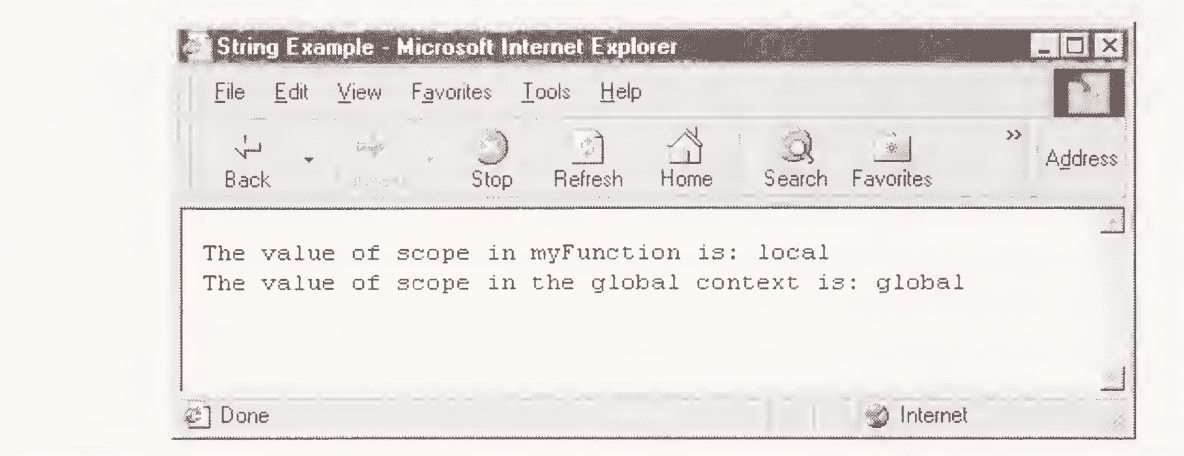 String Example - Microsoft Internet Explorer
File Edit View Favorites Tools Help
Back Stop Refresh Home Search Favorites » Address
The value of scope in myFunction is: local
The value of scope in the global context is: global
Done Internet